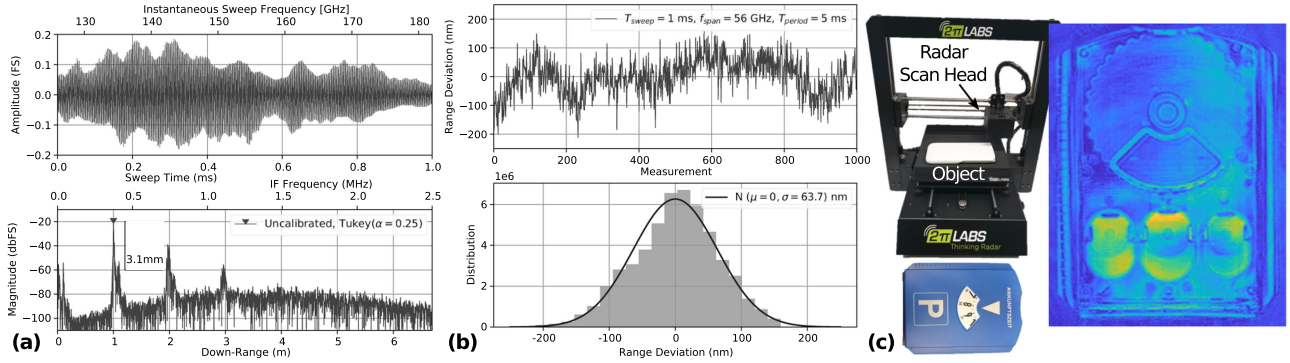 Instantaneous Sweep Frequency [GHz]
130 140 150 160 170 180
0.2
0.1
0.0
−0.1
−0.2
Amplitude (FS)
0.0 0.2 0.4 0.6 0.8 1.0
Sweep Time (ms)
IF Frequency (MHz)
0.0 0.5 1.0 1.5 2.0 2.5
Uncalibrated, Tukey(α = 0.25)
3.1mm
−20
−40
−60
−80
−100
Magnitude (dbFS)
0 1 2 3 4 5 6
Down-Range (m)
(a)
T_sweep = 1 ms, f_span = 56 GHz, T_period = 5 ms
200
100
0
−100
−200
Range Deviation (nm)
0 200 400 600 800 1000
Measurement
1e6
N (μ = 0, σ = 63.7) nm
6
4
2
0
Distribution
-200 -100 0 100 200
Range Deviation (nm)
(b)
2π LABS
Radar
Scan Head
Object
2π LABS
Thinking Radar
P
ANKUNFTSZEIT
(c)